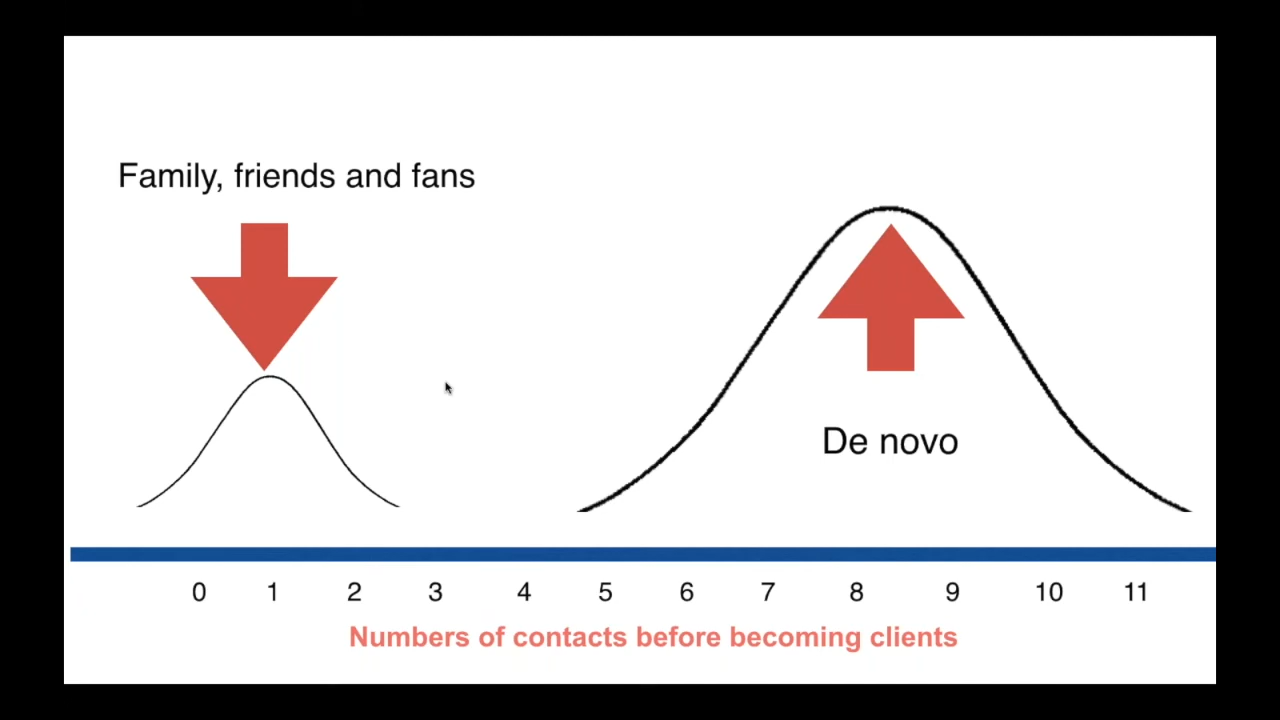 Family, friends and fans
De novo
0 1 2 3 4 5 6 7 8 9 10 11
Numbers of contacts before becoming clients